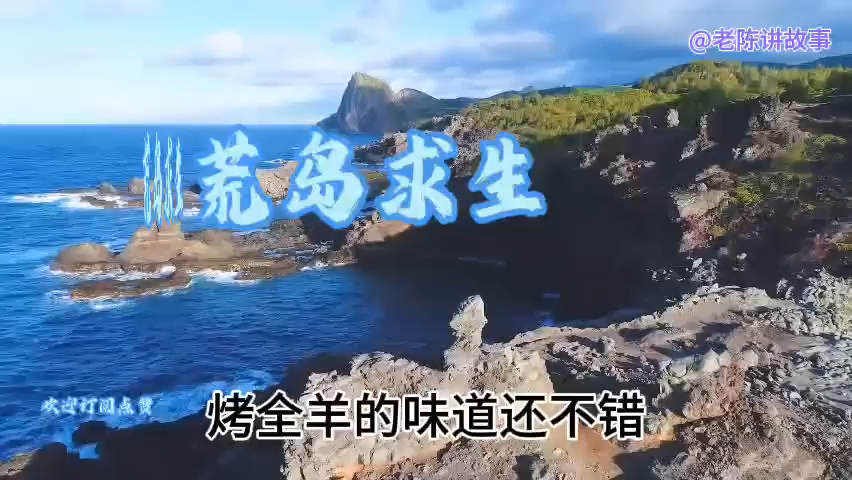 @老陈讲故事
荒岛求生
欢迎订阅点赞
烤全羊的味道还不错